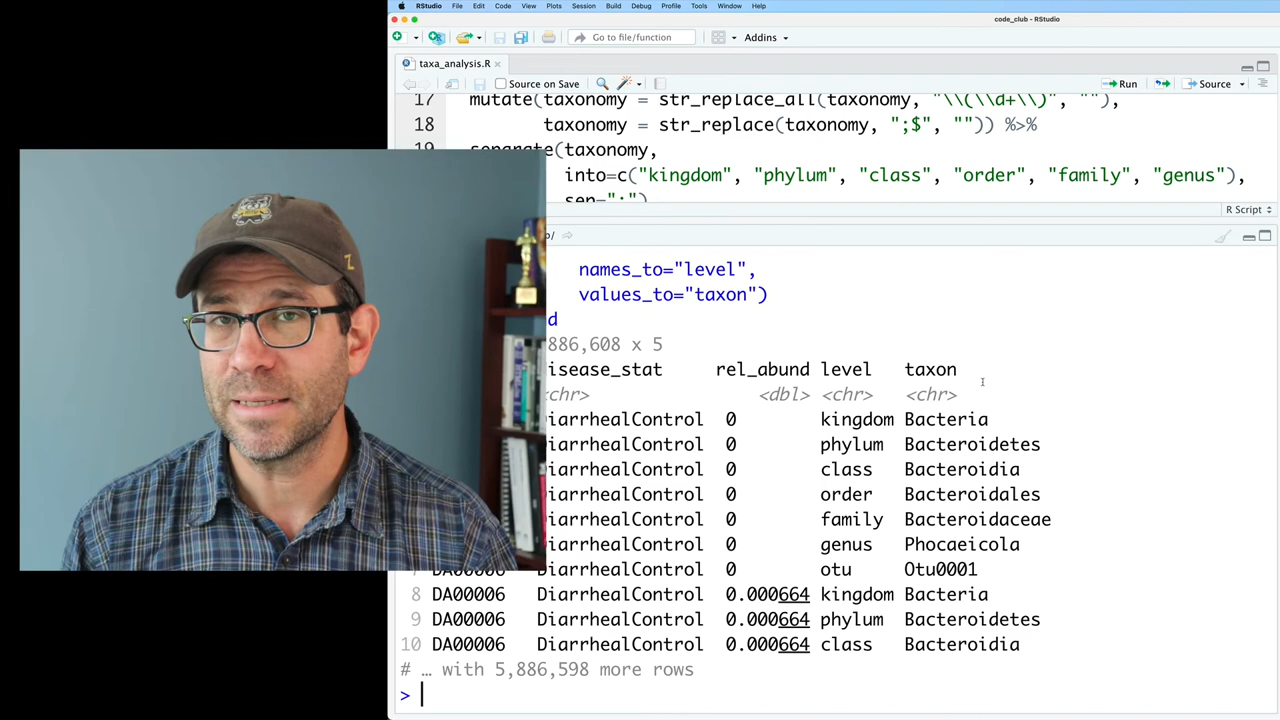 RStudio File Edit Code View Plots Session Build Debug Profile Tools Window Help
code_club - RStudio
Go to file/function Addins
taxa_analysis.R
Source on Save Run Source
17 mutate(taxonomy = str_replace_all(taxonomy, "\\(\\d+\\)", ""),
18 taxonomy = str_replace(taxonomy, ";$", "")) %>%
19 separate(taxonomy,
into=c("kingdom", "phylum", "class", "order", "family", "genus"),
sep=";")
R Script
/
names_to="level",
values_to="taxon")
d
886,608 x 5
isease_stat rel_abund level taxon
<chr> <dbl> <chr> <chr>
iarrhealControl 0 kingdom Bacteria
iarrhealControl 0 phylum Bacteroidetes
iarrhealControl 0 class Bacteroidia
iarrhealControl 0 order Bacteroidales
iarrhealControl 0 family Bacteroidaceae
iarrhealControl 0 genus Phocaeicola
7 DA00006 DiarrhealControl 0 otu Otu0001
8 DA00006 DiarrhealControl 0.000664 kingdom Bacteria
9 DA00006 DiarrhealControl 0.000664 phylum Bacteroidetes
10 DA00006 DiarrhealControl 0.000664 class Bacteroidia
# … with 5,886,598 more rows
>